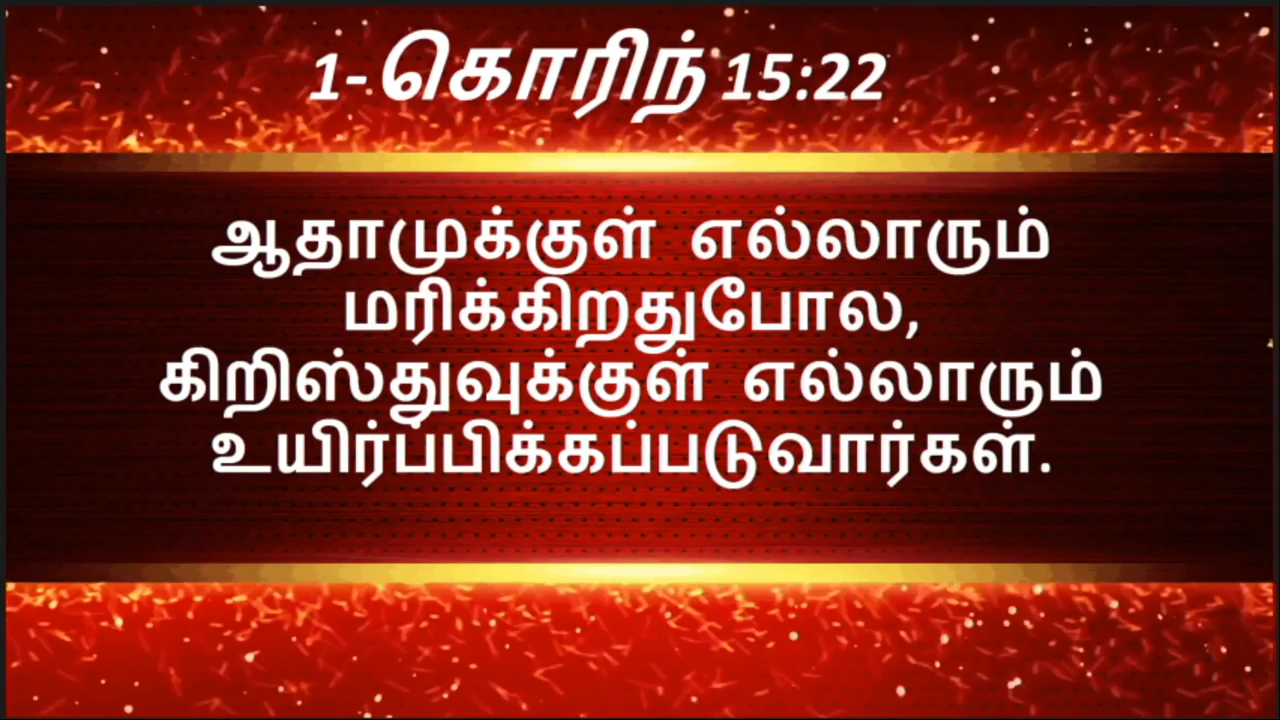 1-கொரிந் 15:22
ஆதாமுக்குள் எல்லாரும்
மரிக்கிறதுபோல,
கிறிஸ்துவுக்குள் எல்லாரும்
உயிர்ப்பிக்கப்படுவார்கள்.